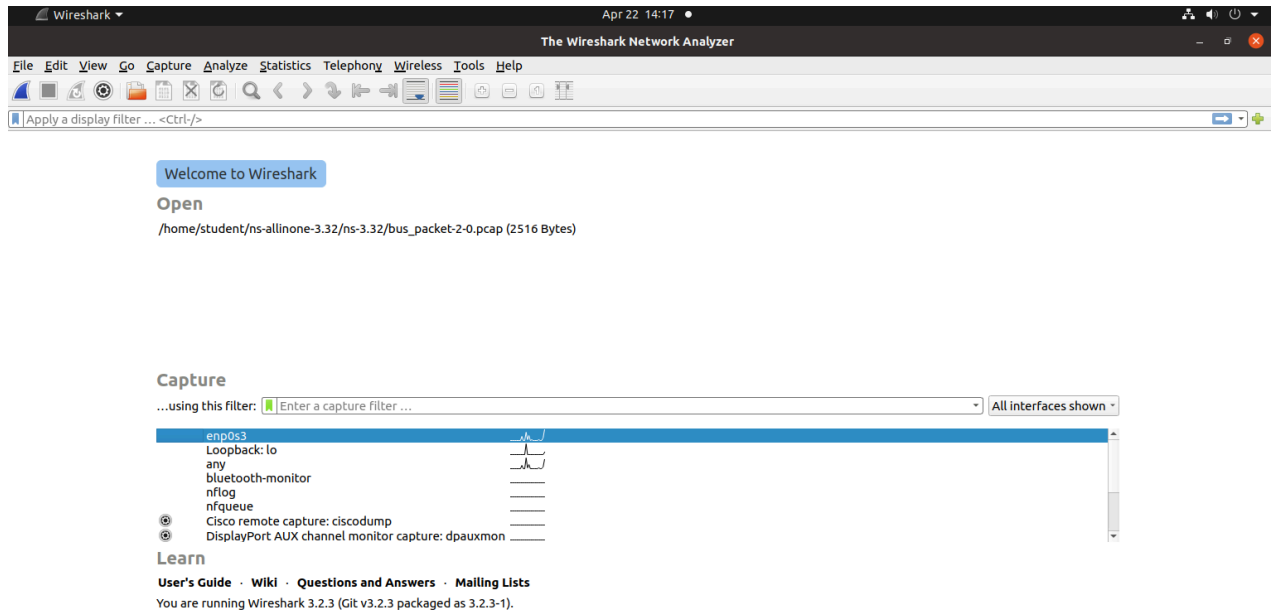 Wireshark
Apr 22 14:17
The Wireshark Network Analyzer
File Edit View Go Capture Analyze Statistics Telephony Wireless Tools Help
Apply a display filter … <Ctrl-/>
Welcome to Wireshark
Open
/home/student/ns-allinone-3.32/ns-3.32/bus_packet-2-0.pcap (2516 Bytes)
Capture
…using this filter: Enter a capture filter … All interfaces shown
enp0s3
Loopback: lo
any
bluetooth-monitor
nflog
nfqueue
Cisco remote capture: ciscodump
DisplayPort AUX channel monitor capture: dpauxmon
Learn
User's Guide · Wiki · Questions and Answers · Mailing Lists
You are running Wireshark 3.2.3 (Git v3.2.3 packaged as 3.2.3-1).